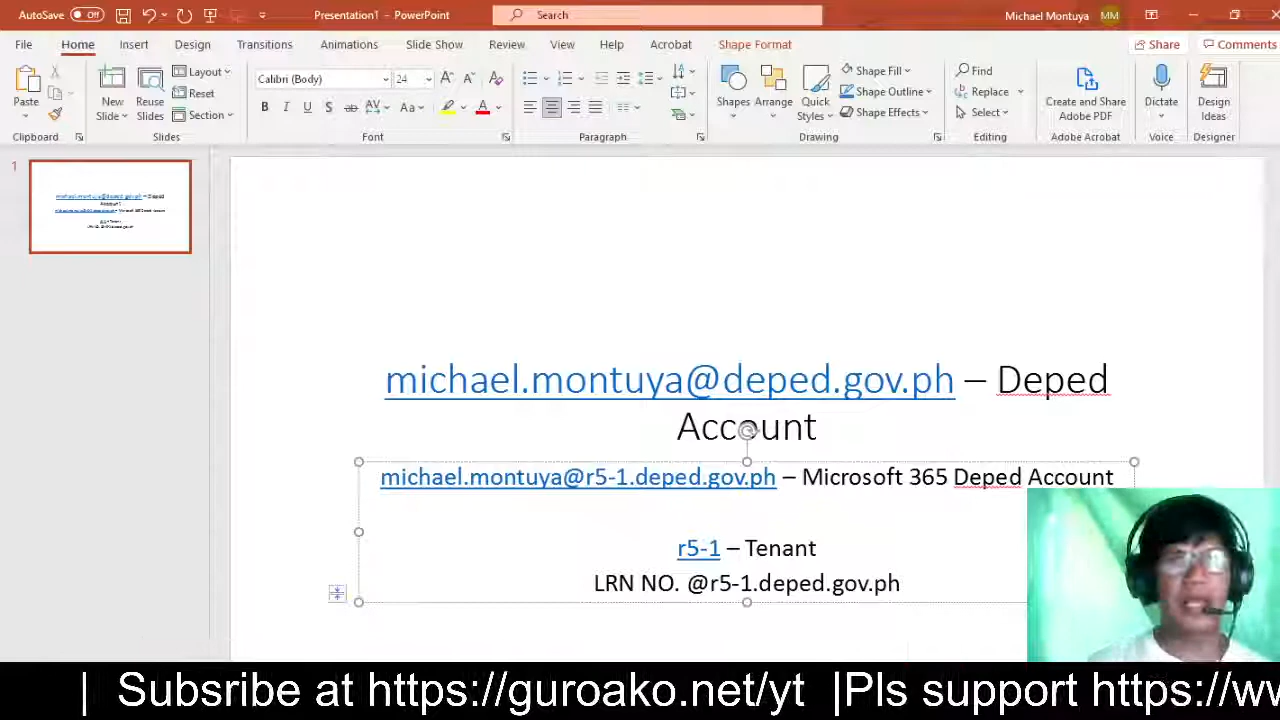 AutoSave Off Presentation1 - PowerPoint Search Michael Montuya MM
File Home Insert Design Transitions Animations Slide Show Recording Review View Help Acrobat Shape Format Share Comments
Paste
Clipboard
New Slide
Reuse Slides
Layout
Reset
Section
Slides
Calibri (Body) 24
Font
Paragraph
Shapes
Arrange
Quick Styles
Shape Fill
Shape Outline
Shape Effects
Drawing
Find
Replace
Select
Editing
Create and Share Adobe PDF
Adobe Acrobat
Dictate
Voice
Design Ideas
Designer
1
michael.montuya@deped.gov.ph – Deped
Account
michael.montuya@r5-1.deped.gov.ph – Microsoft 365 Deped Account
r5-1 – Tenant
LRN NO. @r5-1.deped.gov.ph
| Subsribe at https://guroako.net/yt |Pls support https://wv